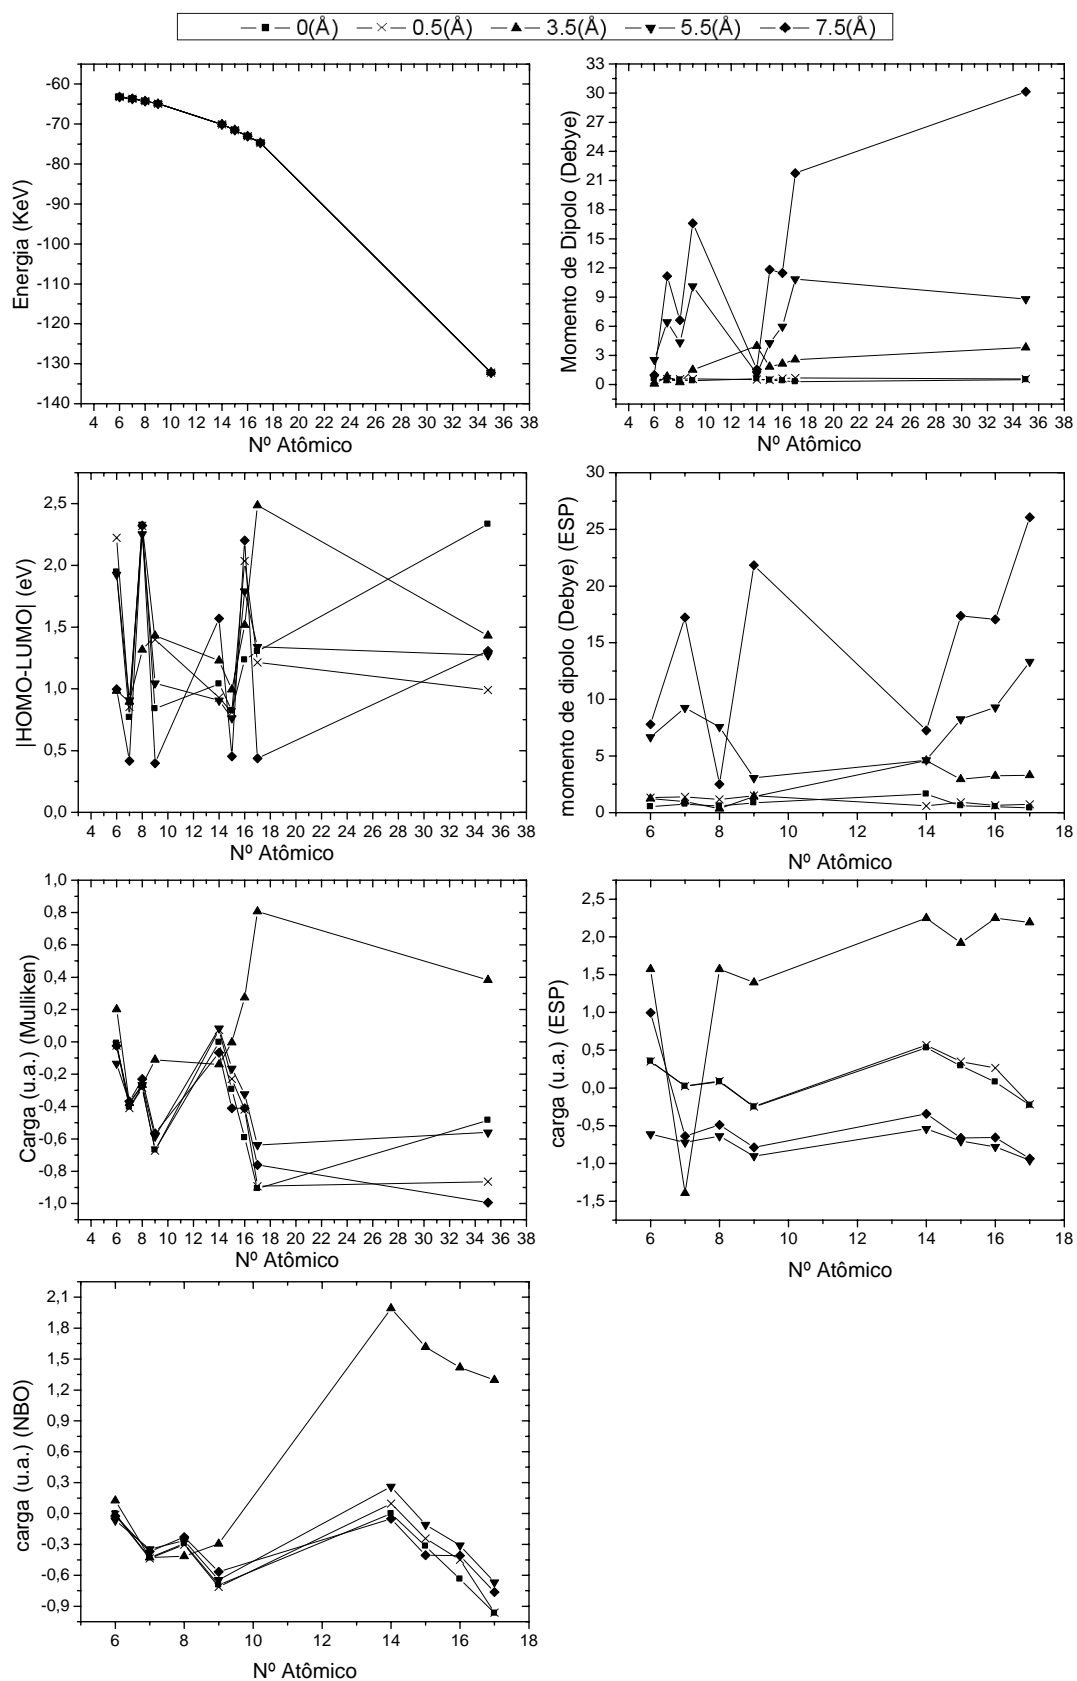 0(Å) 0.5(Å) 3.5(Å) 5.5(Å) 7.5(Å)
-60
-70
-80
-90
-100
-110
-120
-130
-140
4 6 8 10 12 14 16 18 20 22 24 26 28 30 32 34 36 38
Energia (KeV)
Nº Atômico
33
30
27
24
21
18
15
12
9
6
3
0
4 6 8 10 12 14 16 18 20 22 24 26 28 30 32 34 36 38
Momento de Dipolo (Debye)
Nº Atômico
2,5
2,0
1,5
1,0
0,5
0,0
4 6 8 10 12 14 16 18 20 22 24 26 28 30 32 34 36 38
|HOMO-LUMO| (eV)
Nº Atômico
30
25
20
15
10
5
0
6 8 10 12 14 16 18
momento de dipolo (Debye) (ESP)
Nº Atômico
1,0
0,8
0,6
0,4
0,2
0,0
-0,2
-0,4
-0,6
-0,8
-1,0
4 6 8 10 12 14 16 18 20 22 24 26 28 30 32 34 36 38
Carga (u.a.) (Mulliken)
Nº Atômico
2,5
2,0
1,5
1,0
0,5
0,0
-0,5
-1,0
-1,5
6 8 10 12 14 16 18
carga (u.a.) (ESP)
Nº Atômico
2,1
1,8
1,5
1,2
0,9
0,6
0,3
0,0
-0,3
-0,6
-0,9
6 8 10 12 14 16 18
carga (u.a.) (NBO)
Nº Atômico